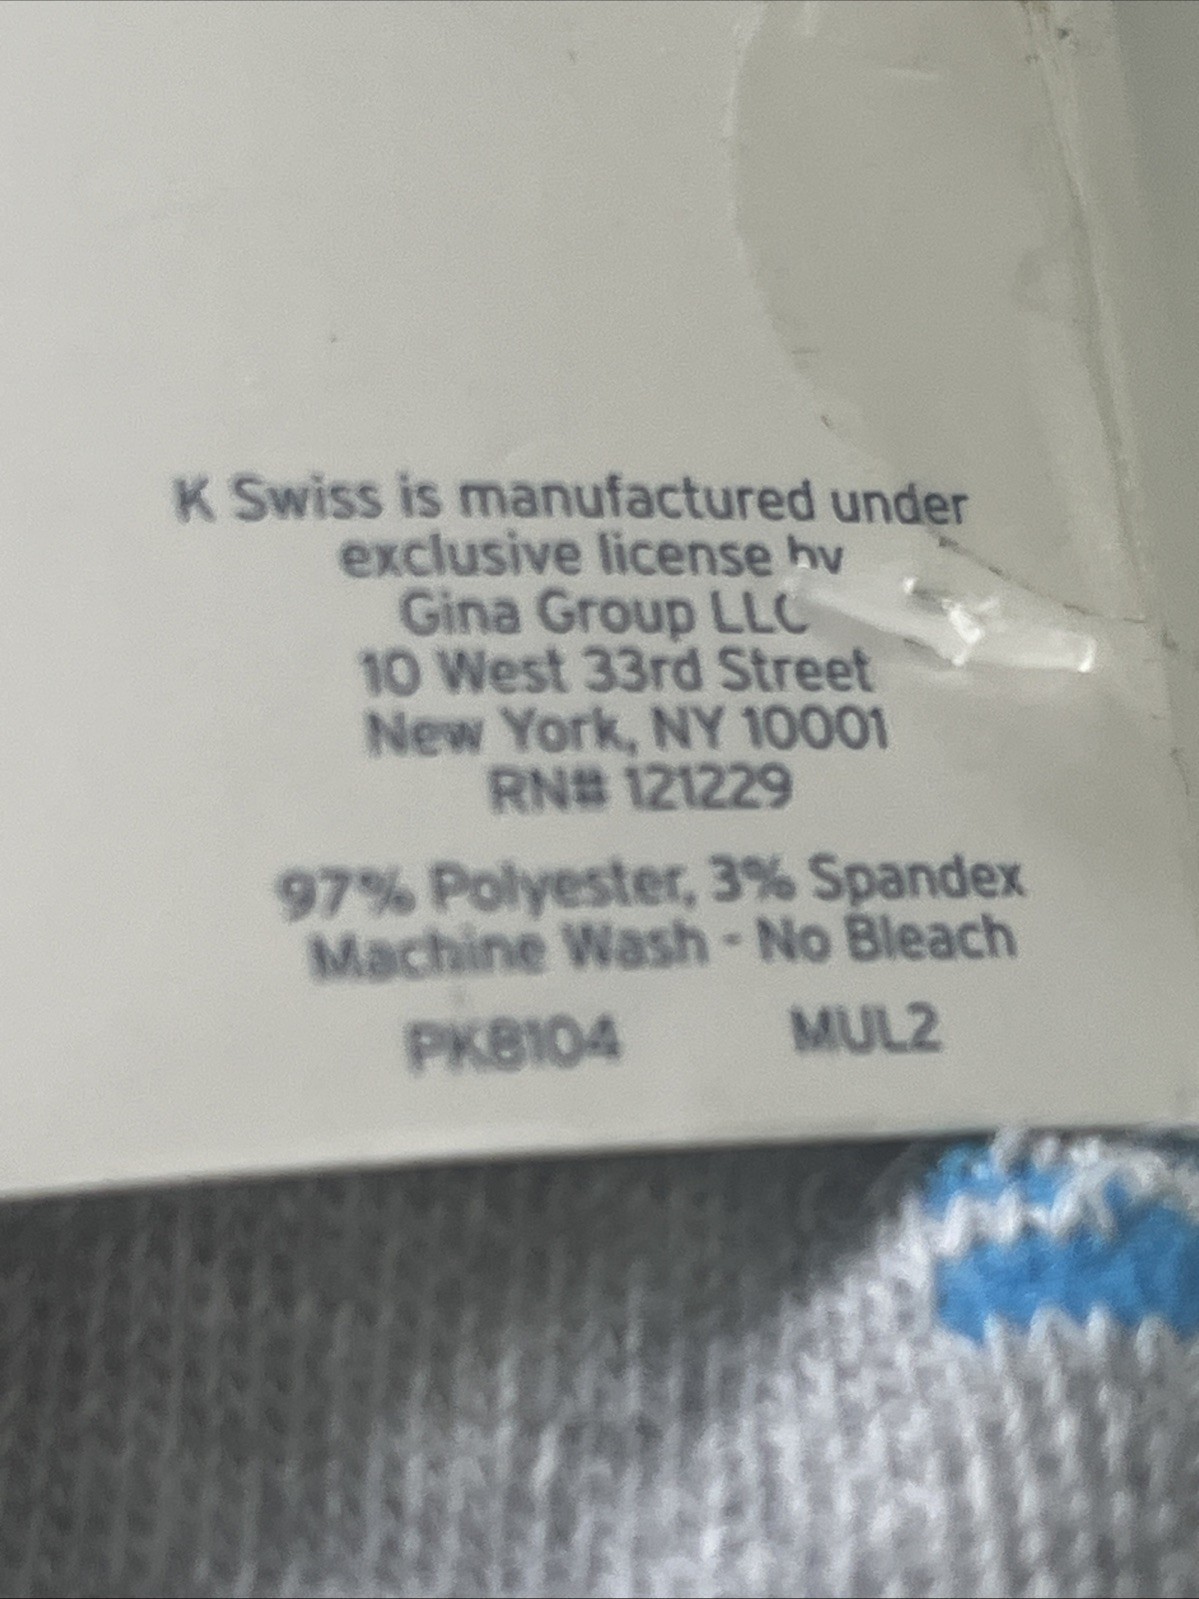 K Swiss is manufactured under
exclusive license by
Gina Group LLC
10 West 33rd Street
New York, NY 10001
RN# 121229
97% Polyester, 3% Spandex
Machine Wash - No Bleach
PK8104 MUL2